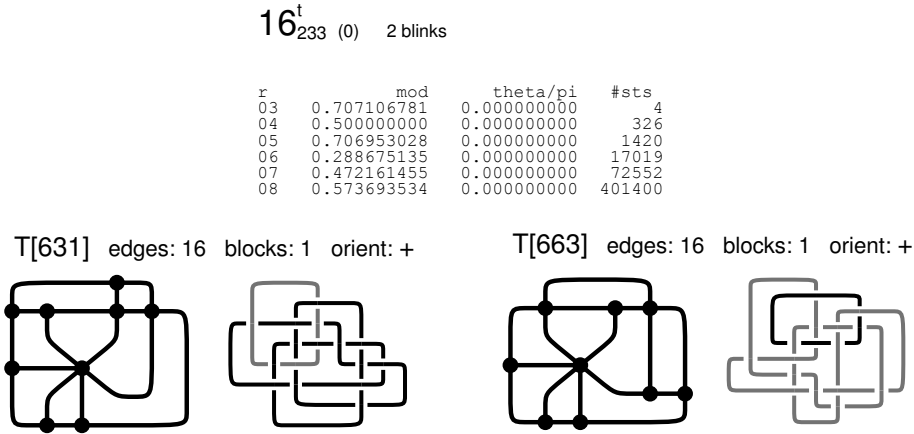 16^t_233 (0) 2 blinks
r mod theta/pi #sts
03 0.707106781 0.000000000 4
04 0.500000000 0.000000000 326
05 0.706953028 0.000000000 1420
06 0.288675135 0.000000000 17019
07 0.472161455 0.000000000 72552
08 0.573693534 0.000000000 401400
T[631] edges: 16 blocks: 1 orient: +
T[663] edges: 16 blocks: 1 orient: +